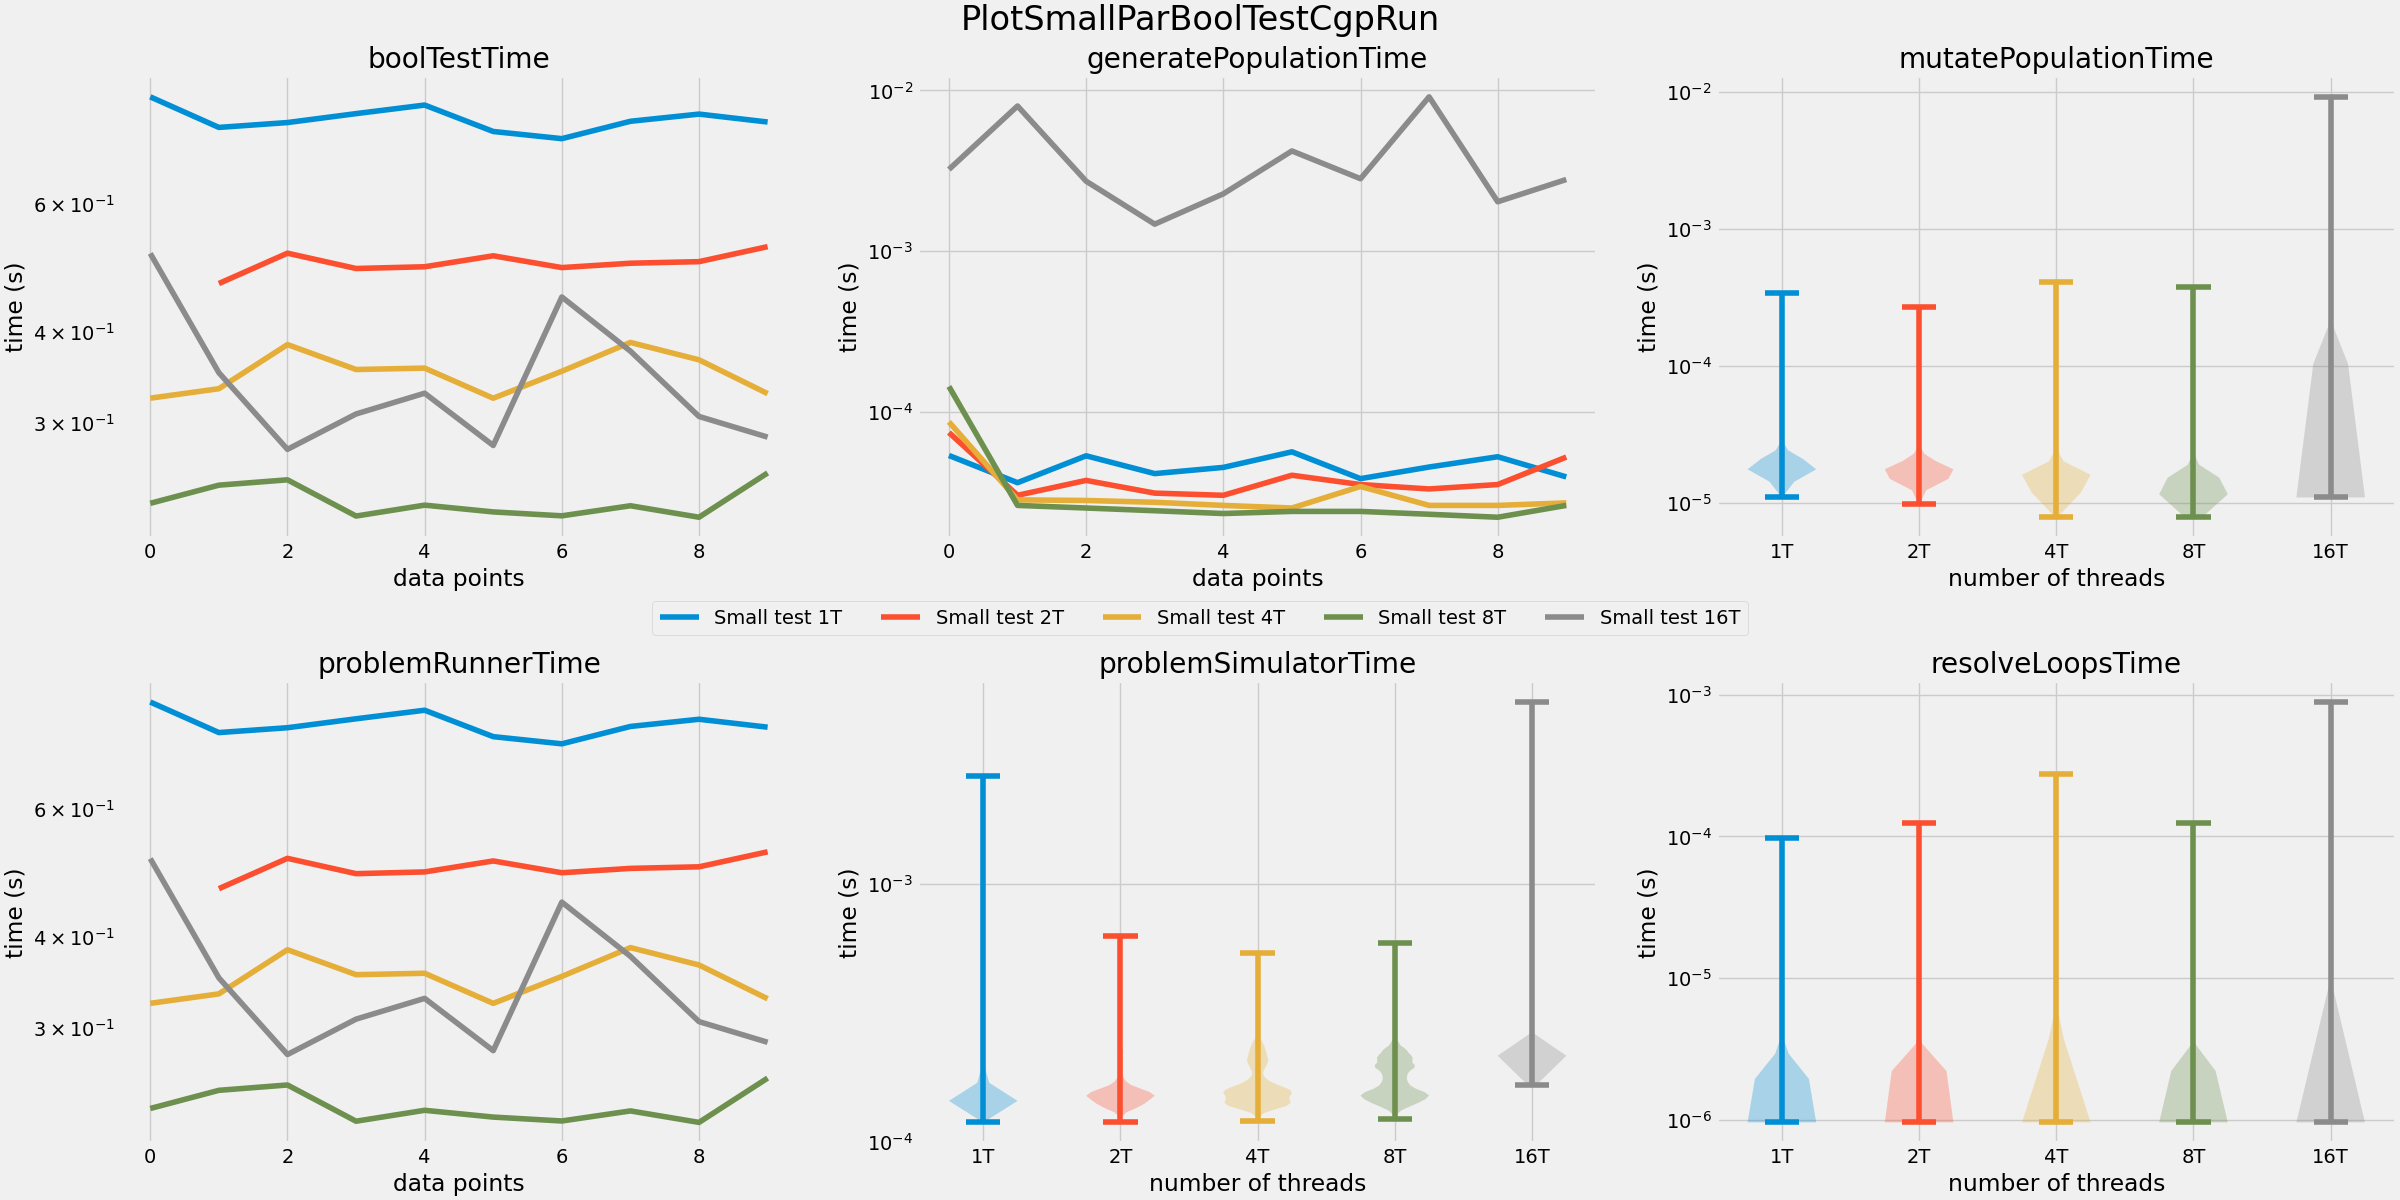 PlotSmallParBoolTestCgpRun
boolTestTime
6 × 10⁻¹
4 × 10⁻¹
3 × 10⁻¹
time (s)
0 2 4 6 8
data points
generatePopulationTime
10⁻²
10⁻³
10⁻⁴
time (s)
0 2 4 6 8
data points
mutatePopulationTime
10⁻²
10⁻³
10⁻⁴
10⁻⁵
time (s)
1T 2T 4T 8T 16T
number of threads
Small test 1T Small test 2T Small test 4T Small test 8T Small test 16T
problemRunnerTime
6 × 10⁻¹
4 × 10⁻¹
3 × 10⁻¹
time (s)
0 2 4 6 8
data points
problemSimulatorTime
10⁻³
10⁻⁴
time (s)
1T 2T 4T 8T 16T
number of threads
resolveLoopsTime
10⁻³
10⁻⁴
10⁻⁵
10⁻⁶
time (s)
1T 2T 4T 8T 16T
number of threads